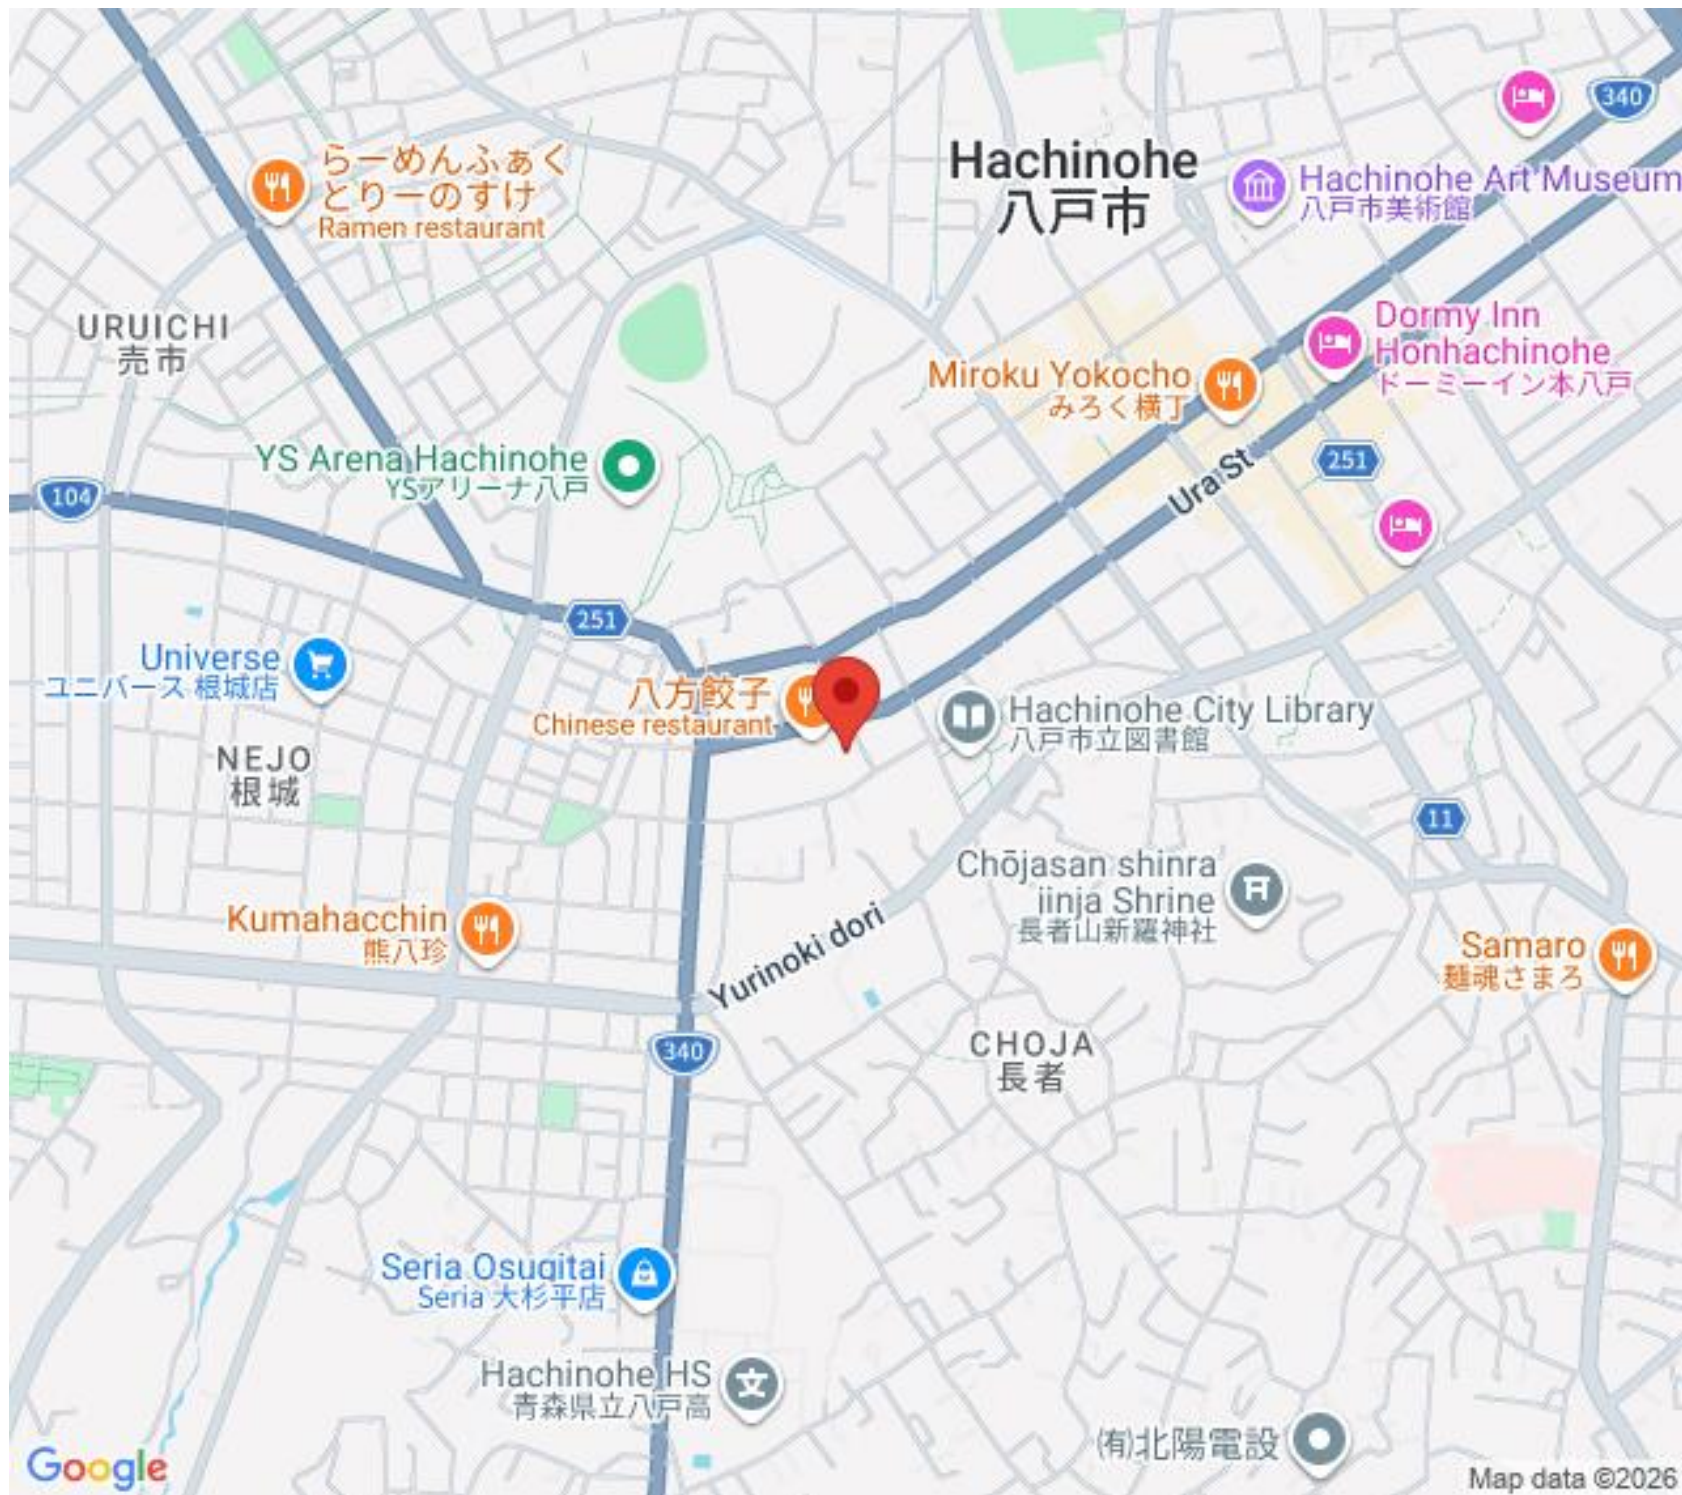 340
Hachinohe
八戸市
らーめんふぁく
とりーのすけ
Ramen restaurant
Hachinohe Art Museum
八戸市美術館
URUICHI
売市
Dormy Inn
Honhachinohe
ドーミーイン本八戸
Miroku Yokocho
みろく横丁
YS Arena Hachinohe
YSアリーナ八戸
251
Ura St
104
251
Universe
ユニバース 根城店
八方餃子
Chinese restaurant
Hachinohe City Library
八戸市立図書館
NEJO
根城
11
Chōjasan shinra
jinja Shrine
長者山新羅神社
Kumahacchin
熊八珍
Yurinoki dori
Samaro
麺魂さまろ
340
CHOJA
長者
Seria Osugitai
Seria 大杉平店
Hachinohe HS
青森県立八戸高
㈲北陽電設
Google
Map data ©2026